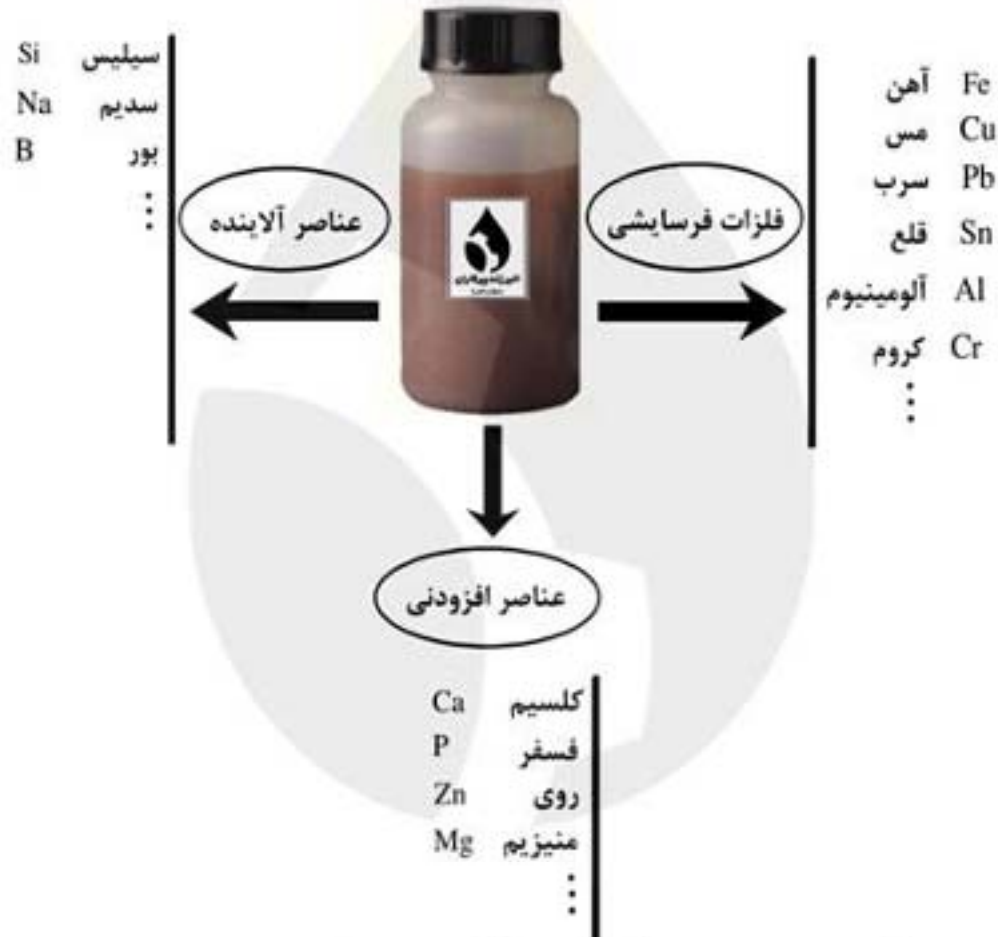 فلزات فرسایشی
آهن Fe
مس Cu
سرب Pb
قلع Sn
آلومینیوم Al
کروم Cr
عناصر آلاینده
سیلیس Si
سدیم Na
بور B
عناصر افزودنی
کلسیم Ca
فسفر P
روی Zn
منیزیم Mg